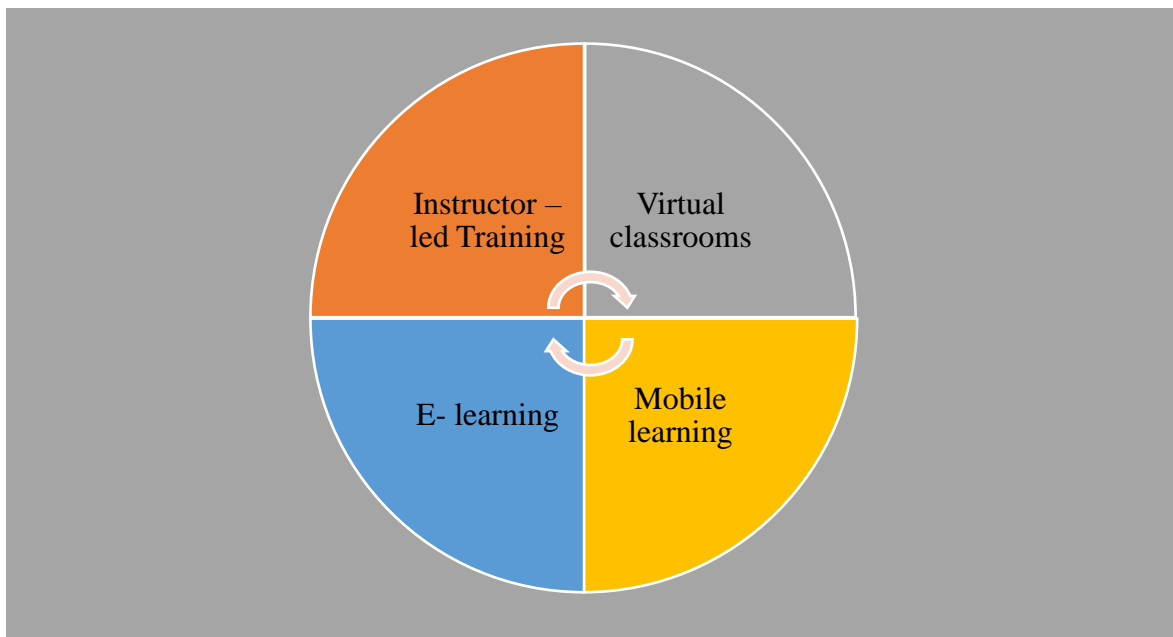 Instructor –
led Training
Virtual
classrooms
E- learning
Mobile
learning